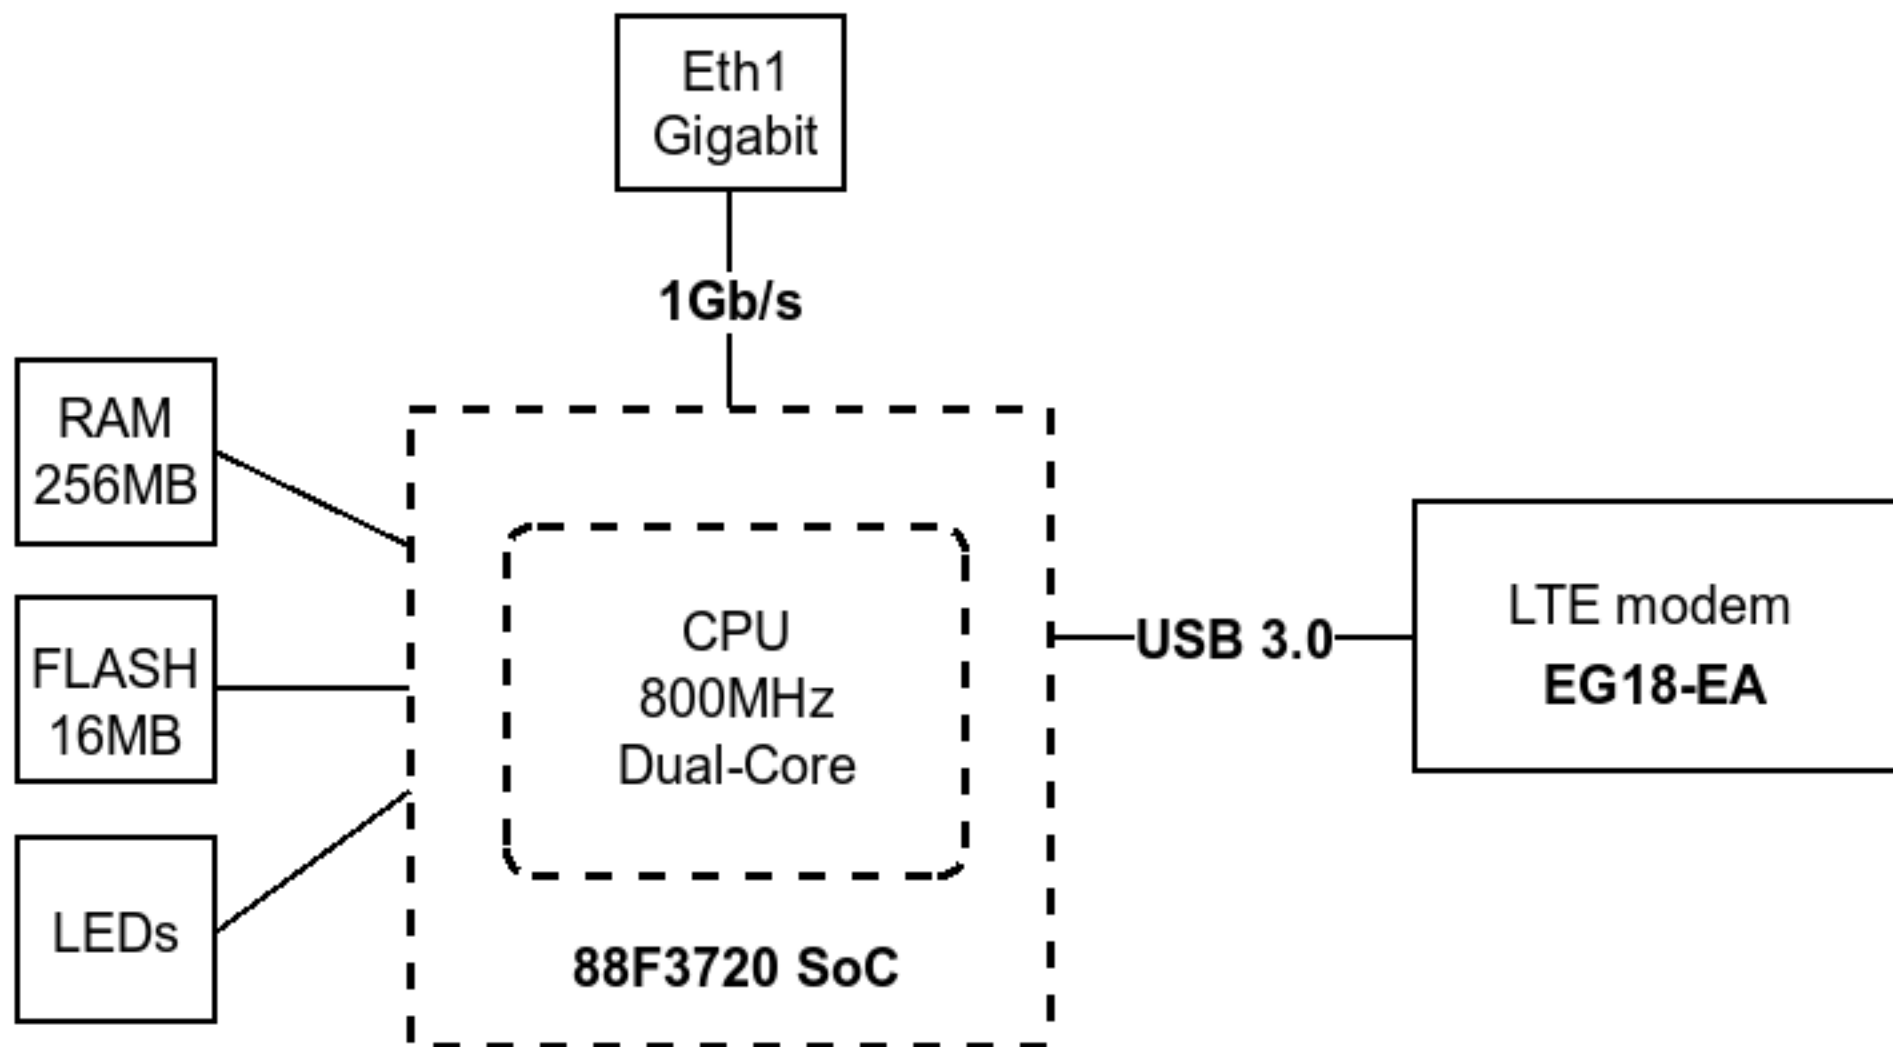 Eth1
Gigabit
1Gb/s
RAM
256MB
FLASH
16MB
LEDs
CPU
800MHz
Dual-Core
88F3720 SoC
USB 3.0
LTE modem
EG18-EA